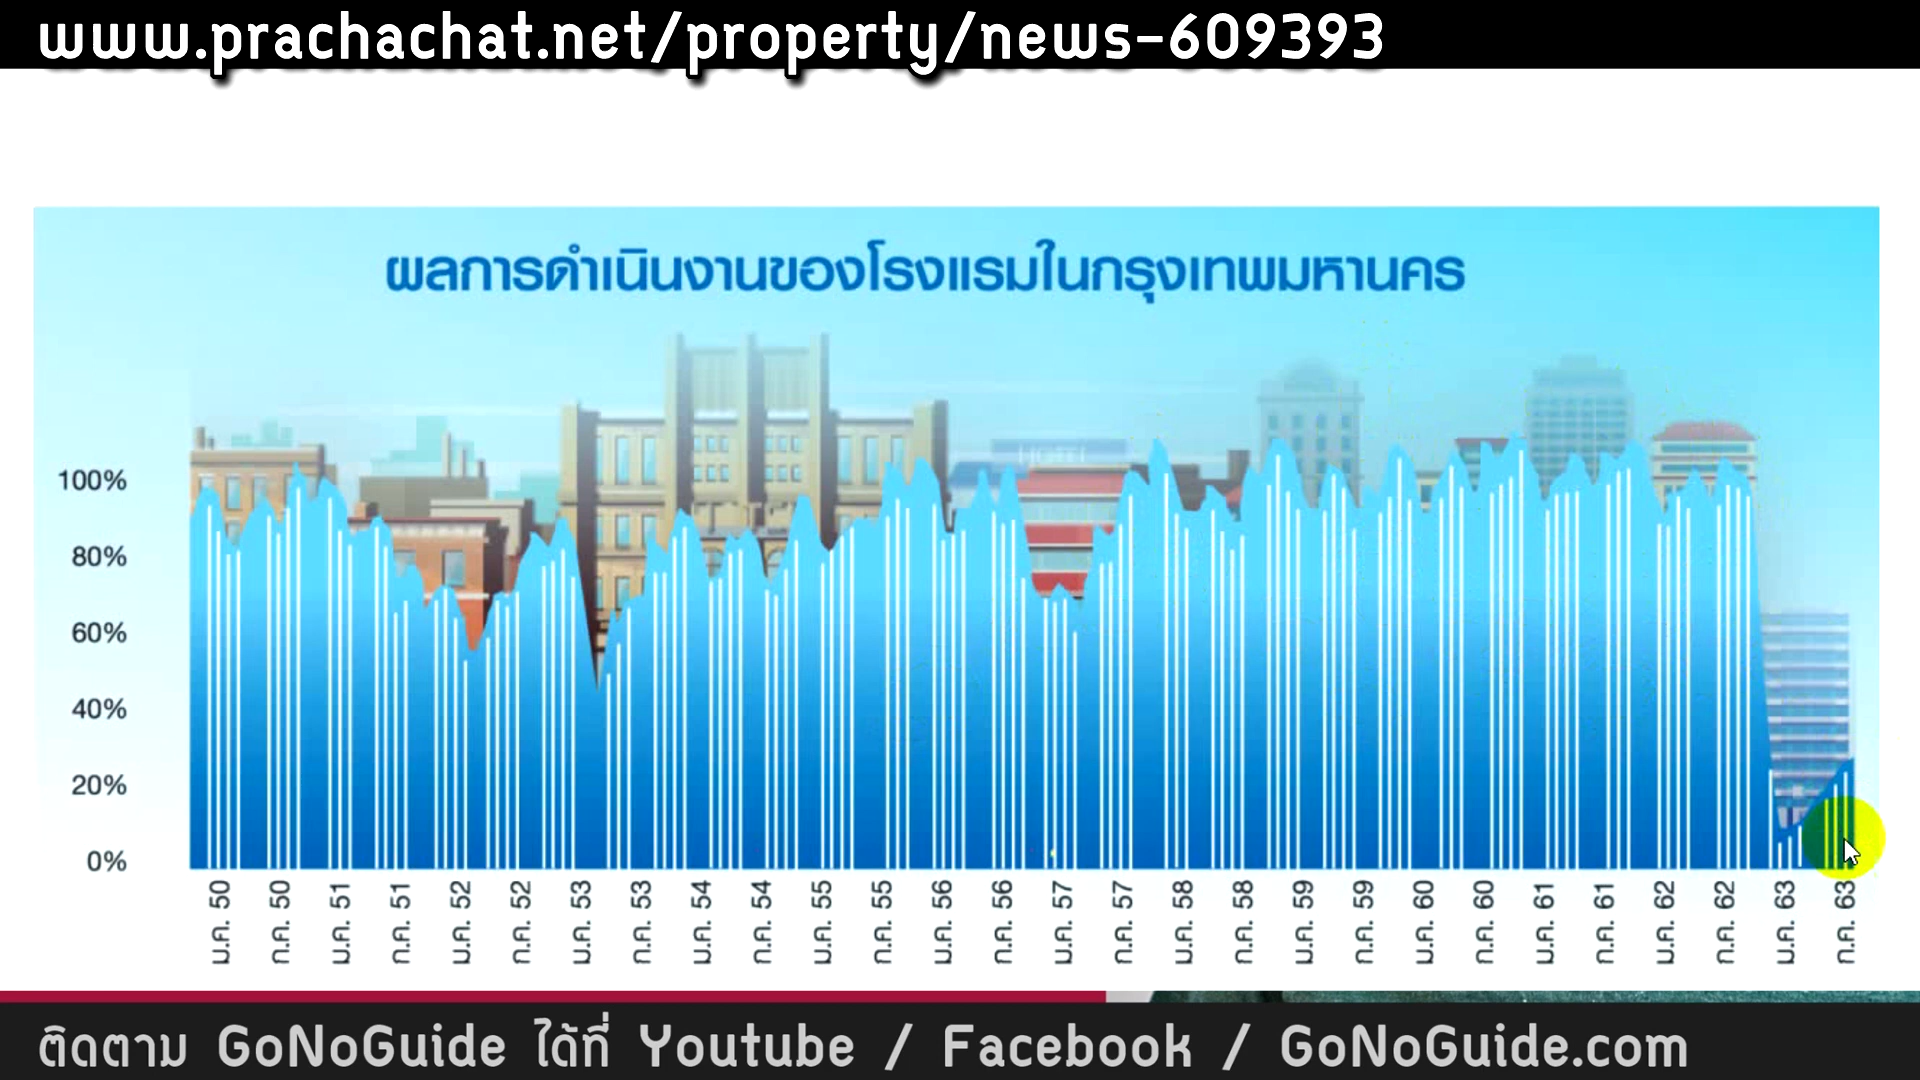 www.prachachat.net/property/news-609393
ผลการดำเนินงานของโรงแรมในกรุงเทพมหานคร
HOTEL
100%
80%
60%
40%
20%
0%
ม.ค. 50
ก.ค. 50
ม.ค. 51
ก.ค. 51
ม.ค. 52
ก.ค. 52
ม.ค. 53
ก.ค. 53
ม.ค. 54
ก.ค. 54
ม.ค. 55
ก.ค. 55
ม.ค. 56
ก.ค. 56
ม.ค. 57
ก.ค. 57
ม.ค. 58
ก.ค. 58
ม.ค. 59
ก.ค. 59
ม.ค. 60
ก.ค. 60
ม.ค. 61
ก.ค. 61
ม.ค. 62
ก.ค. 62
ม.ค. 63
ก.ค. 63
ติดตาม GoNoGuide ได้ที่ Youtube / Facebook / GoNoGuide.com